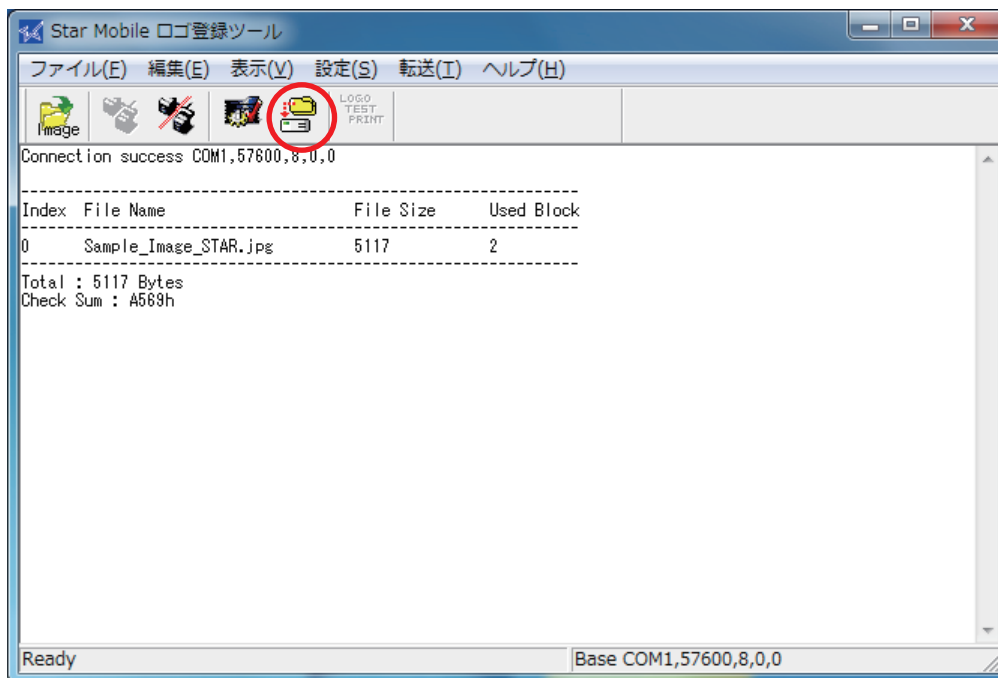 Star Mobile ロゴ登録ツール
ファイル(F) 編集(E) 表示(V) 設定(S) 転送(T) ヘルプ(H)
Image
LOGO
TEST
PRINT
Connection success COM1,57600,8,0,0
--------------------------------------------------------------
Index File Name File Size Used Block
--------------------------------------------------------------
0 Sample_Image_STAR.jpg 5117 2
--------------------------------------------------------------
Total : 5117 Bytes
Check Sum : A569h
Ready Base COM1,57600,8,0,0